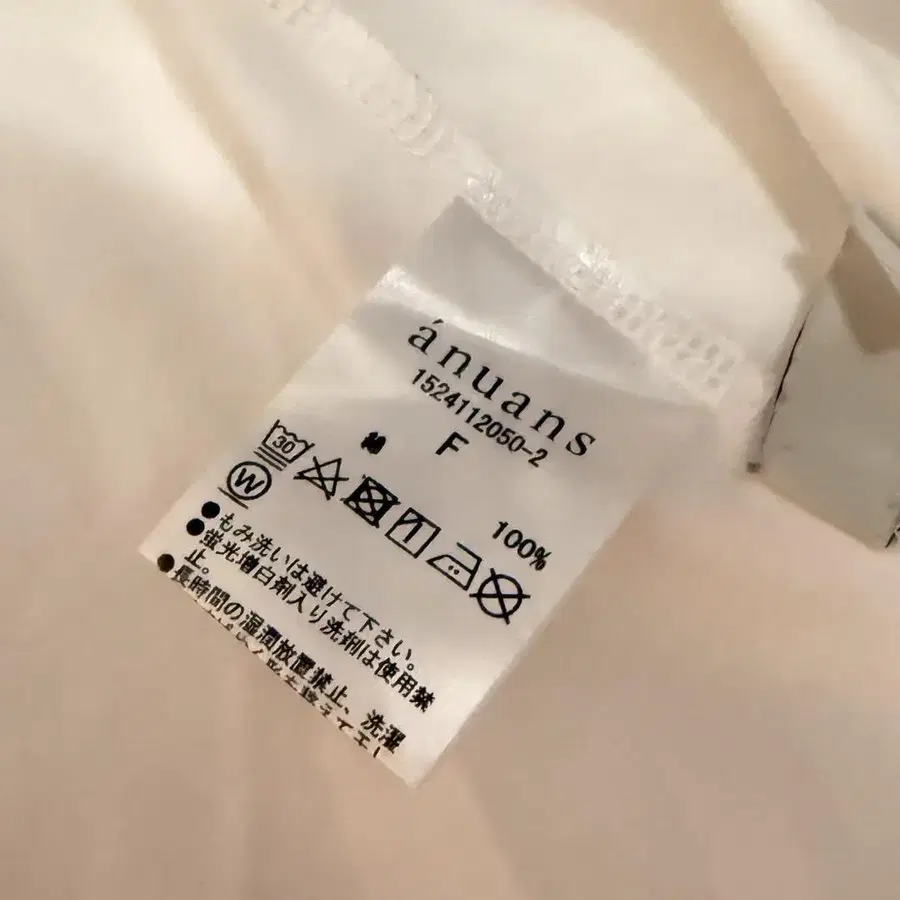 ánuans
1524112050-2
F
綿 100%
30
W
●もみ洗いは避けて下さい。
●蛍光増白剤入り洗剤は使用禁
止。
●長時間の湿潤放置禁止、洗濯